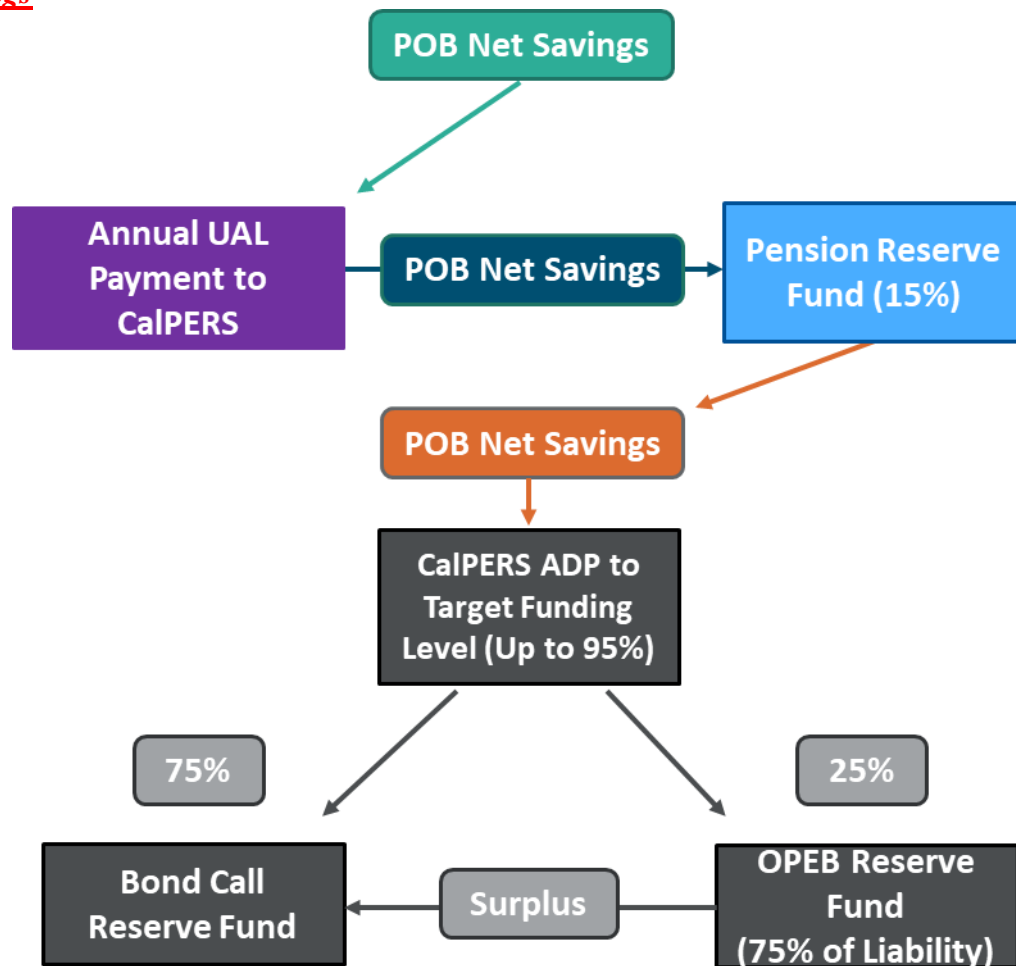 POB Net Savings
Annual UAL
Payment to
CalPERS
POB Net Savings
Pension Reserve
Fund (15%)
POB Net Savings
CalPERS ADP to
Target Funding
Level (Up to 95%)
75%
25%
Bond Call
Reserve Fund
Surplus
OPEB Reserve
Fund
(75% of Liability)